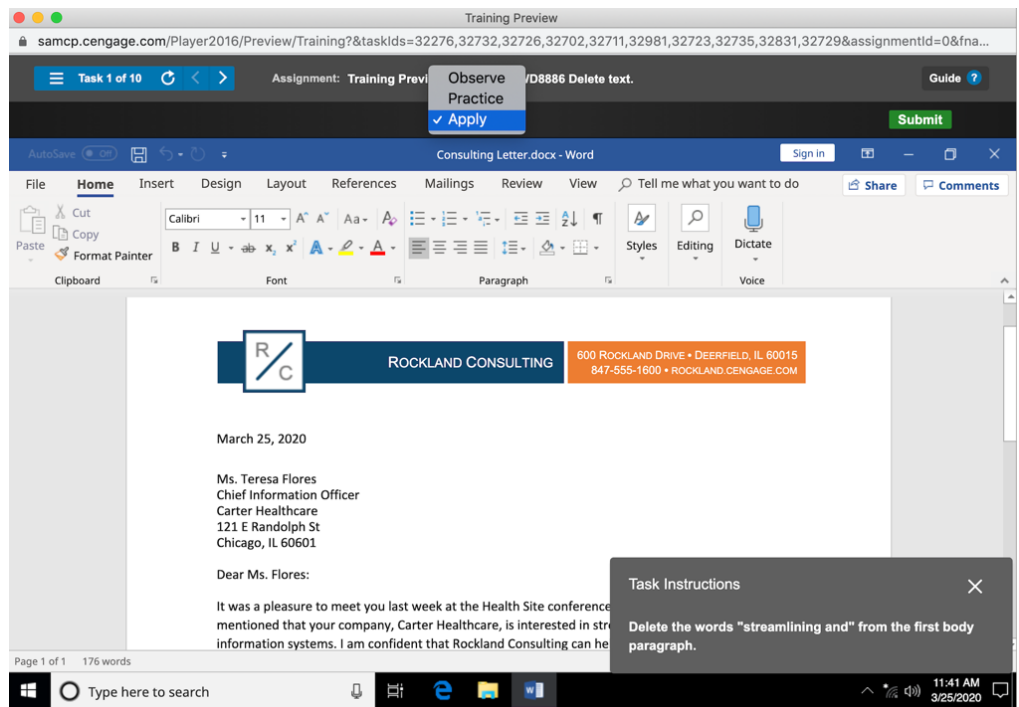 Training Preview
samcp.cengage.com/Player2016/Preview/Training?&taskIds=32276,32732,32726,32702,32711,32981,32723,32735,32831,32729&assignmentId=0&fna...
Task 1 of 10 Assignment: Training Previ /D8886 Delete text. Guide ?
Observe
Practice
✓ Apply
Submit
AutoSave Off Consulting Letter.docx - Word Sign in
File Home Insert Design Layout References Mailings Review View Tell me what you want to do Share Comments
Paste
Cut
Copy
Format Painter
Calibri 11 A^ A˅ Aa A
B I U ab x₂ x² A A
Styles Editing Dictate
Clipboard Font Paragraph Voice
R/C
ROCKLAND CONSULTING
600 ROCKLAND DRIVE • DEERFIELD, IL 60015
847-555-1600 • ROCKLAND.CENGAGE.COM
March 25, 2020
Ms. Teresa Flores
Chief Information Officer
Carter Healthcare
121 E Randolph St
Chicago, IL 60601
Dear Ms. Flores:
It was a pleasure to meet you last week at the Health Site conference
mentioned that your company, Carter Healthcare, is interested in str
information systems. I am confident that Rockland Consulting can he
Task Instructions
Delete the words "streamlining and" from the first body
paragraph.
Page 1 of 1 176 words
Type here to search
11:41 AM
3/25/2020